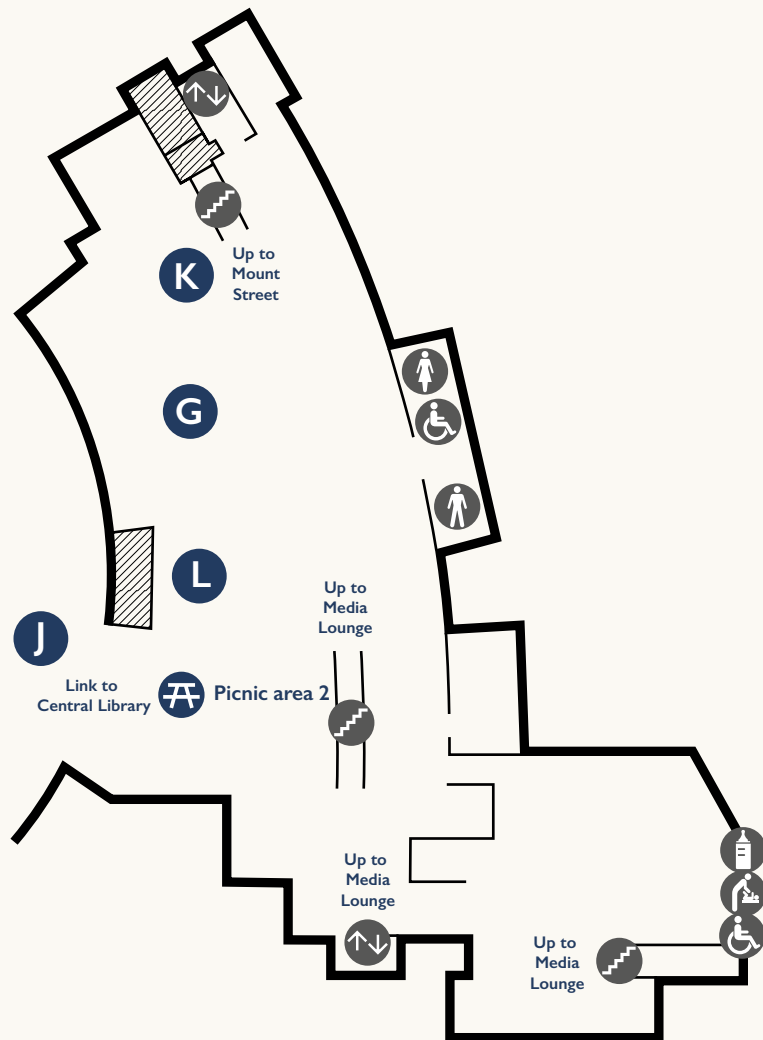 K
Up to
Mount
Street
G
L
Up to
Media
Lounge
J
Link to
Central Library
Picnic area 2
Up to
Media
Lounge
Up to
Media
Lounge